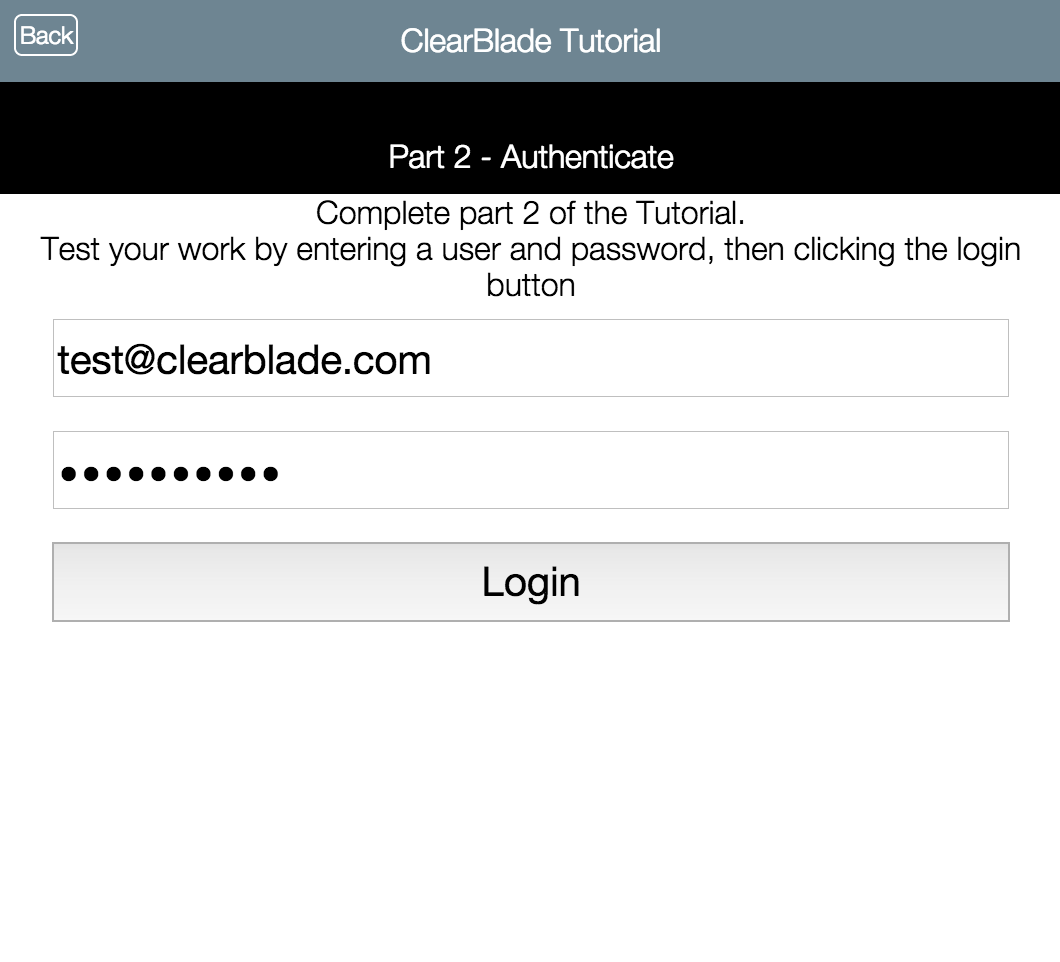 Back
ClearBlade Tutorial
Part 2 - Authenticate
Complete part 2 of the Tutorial.
Test your work by entering a user and password, then clicking the login
button
test@clearblade.com
••••••••••
Login